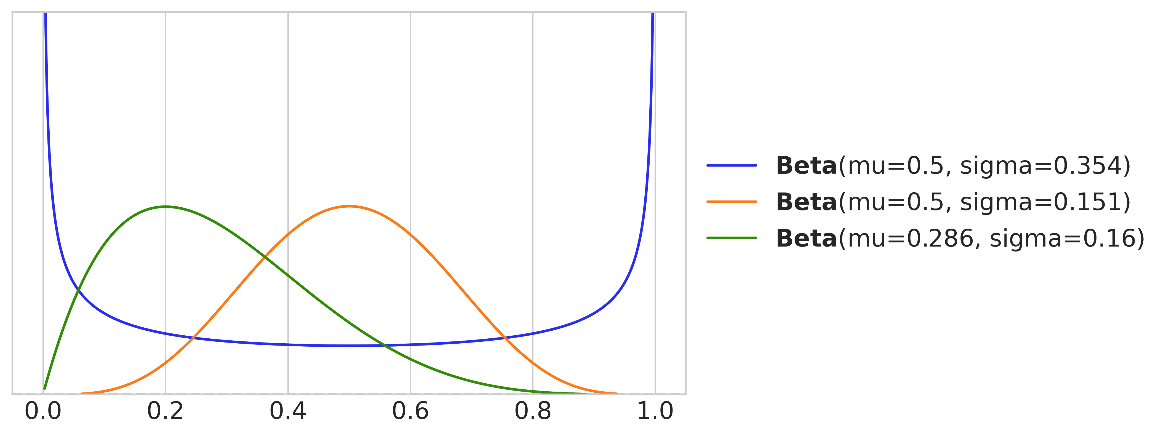 Beta(mu=0.5, sigma=0.354)
Beta(mu=0.5, sigma=0.151)
Beta(mu=0.286, sigma=0.16)
0.0 0.2 0.4 0.6 0.8 1.0